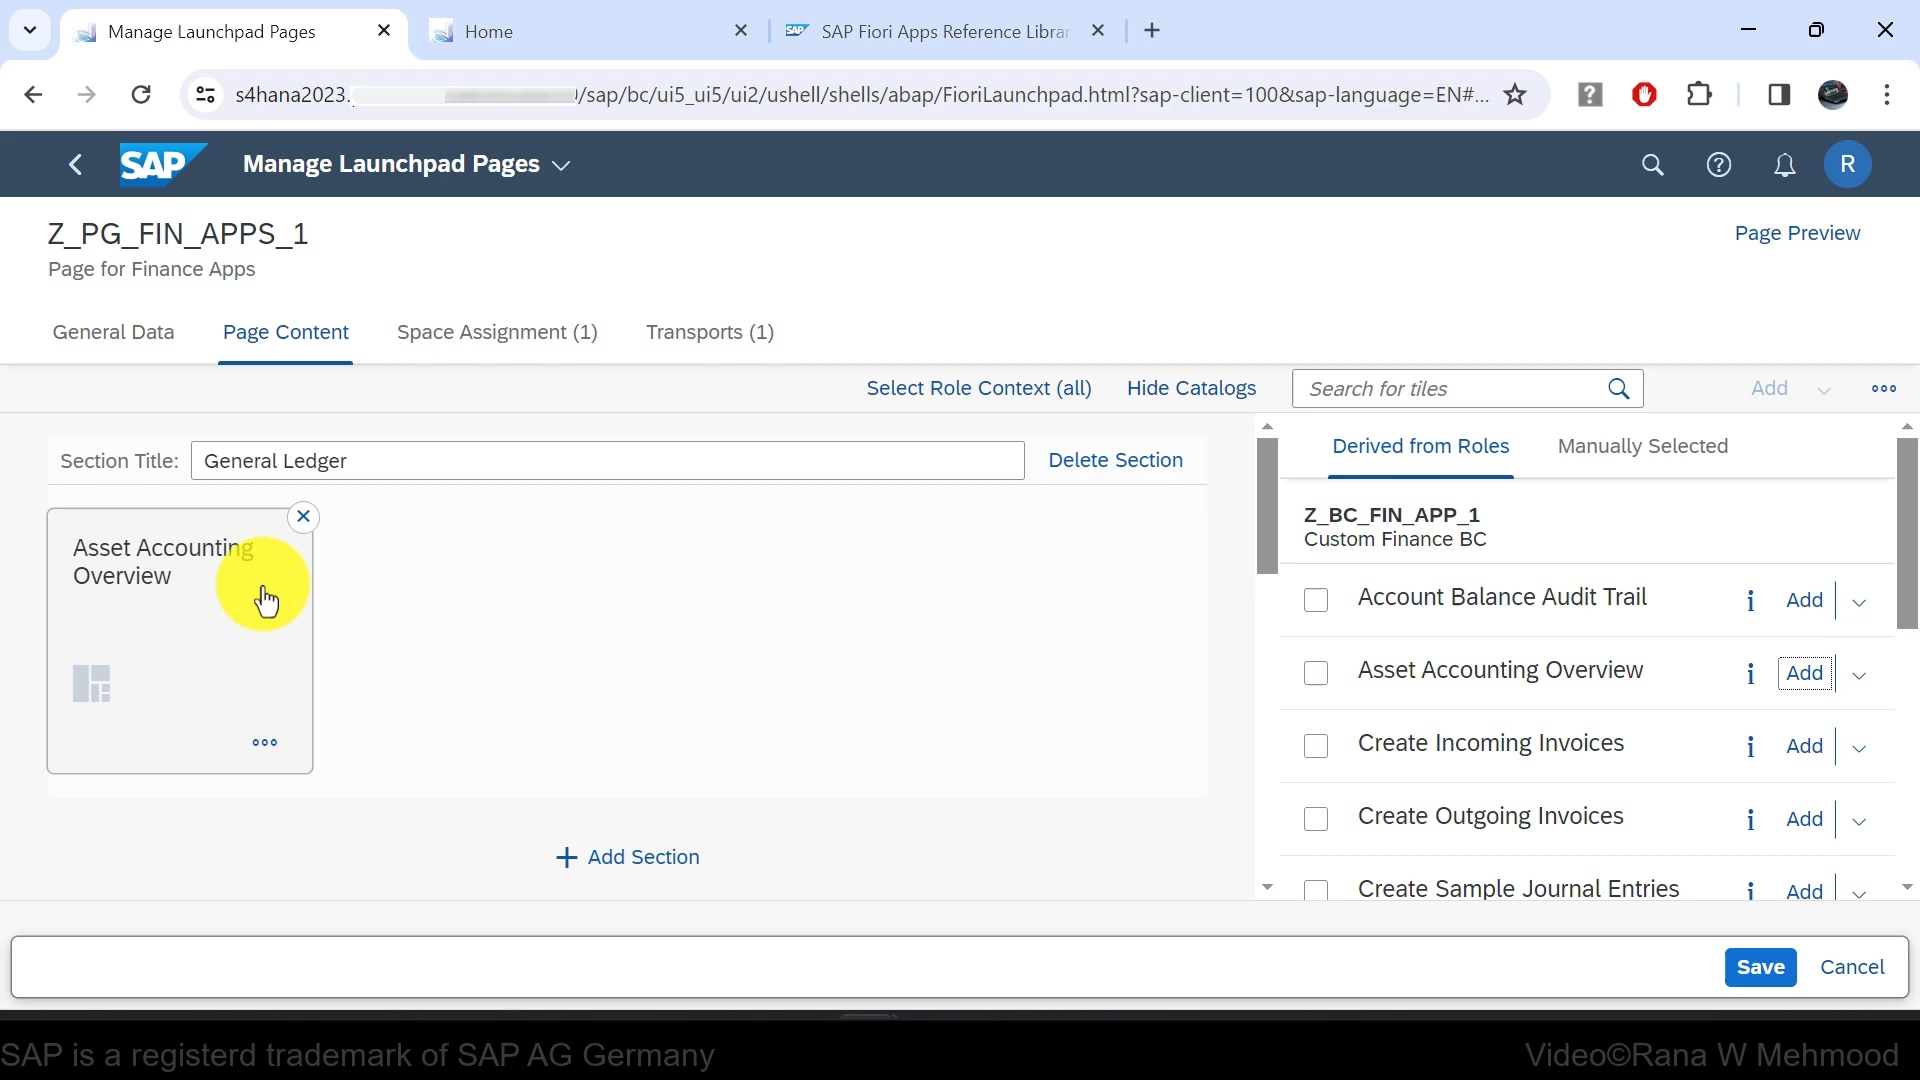 Manage Launchpad Pages
Home
SAP SAP Fiori Apps Reference Librar
s4hana2023. /sap/bc/ui5_ui5/ui2/ushell/shells/abap/FioriLaunchpad.html?sap-client=100&sap-language=EN#...
SAP Manage Launchpad Pages
R
Z_PG_FIN_APPS_1
Page Preview
Page for Finance Apps
General Data Page Content Space Assignment (1) Transports (1)
Select Role Context (all) Hide Catalogs Search for tiles Add
Section Title: General Ledger Delete Section
Asset Accounting
Overview
Add Section
Derived from Roles Manually Selected
Z_BC_FIN_APP_1
Custom Finance BC
Account Balance Audit Trail i Add
Asset Accounting Overview i Add
Create Incoming Invoices i Add
Create Outgoing Invoices i Add
Create Sample Journal Entries i Add
Save Cancel
SAP is a registerd trademark of SAP AG Germany
Video©Rana W Mehmood